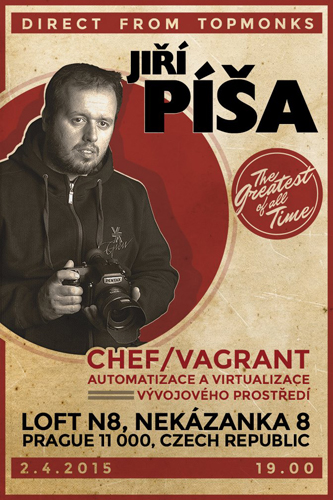 DIRECT FROM TOPMONKS
JIŘÍ
PÍŠA
The
Greatest
of all
Time
PENTAX
CHEF/VAGRANT
AUTOMATIZACE A VIRTUALIZACE
VÝVOJOVÉHO PROSTŘEDÍ
LOFT N8, NEKÁZANKA 8
PRAGUE 11 000, CZECH REPUBLIC
2.4.2015 19.00